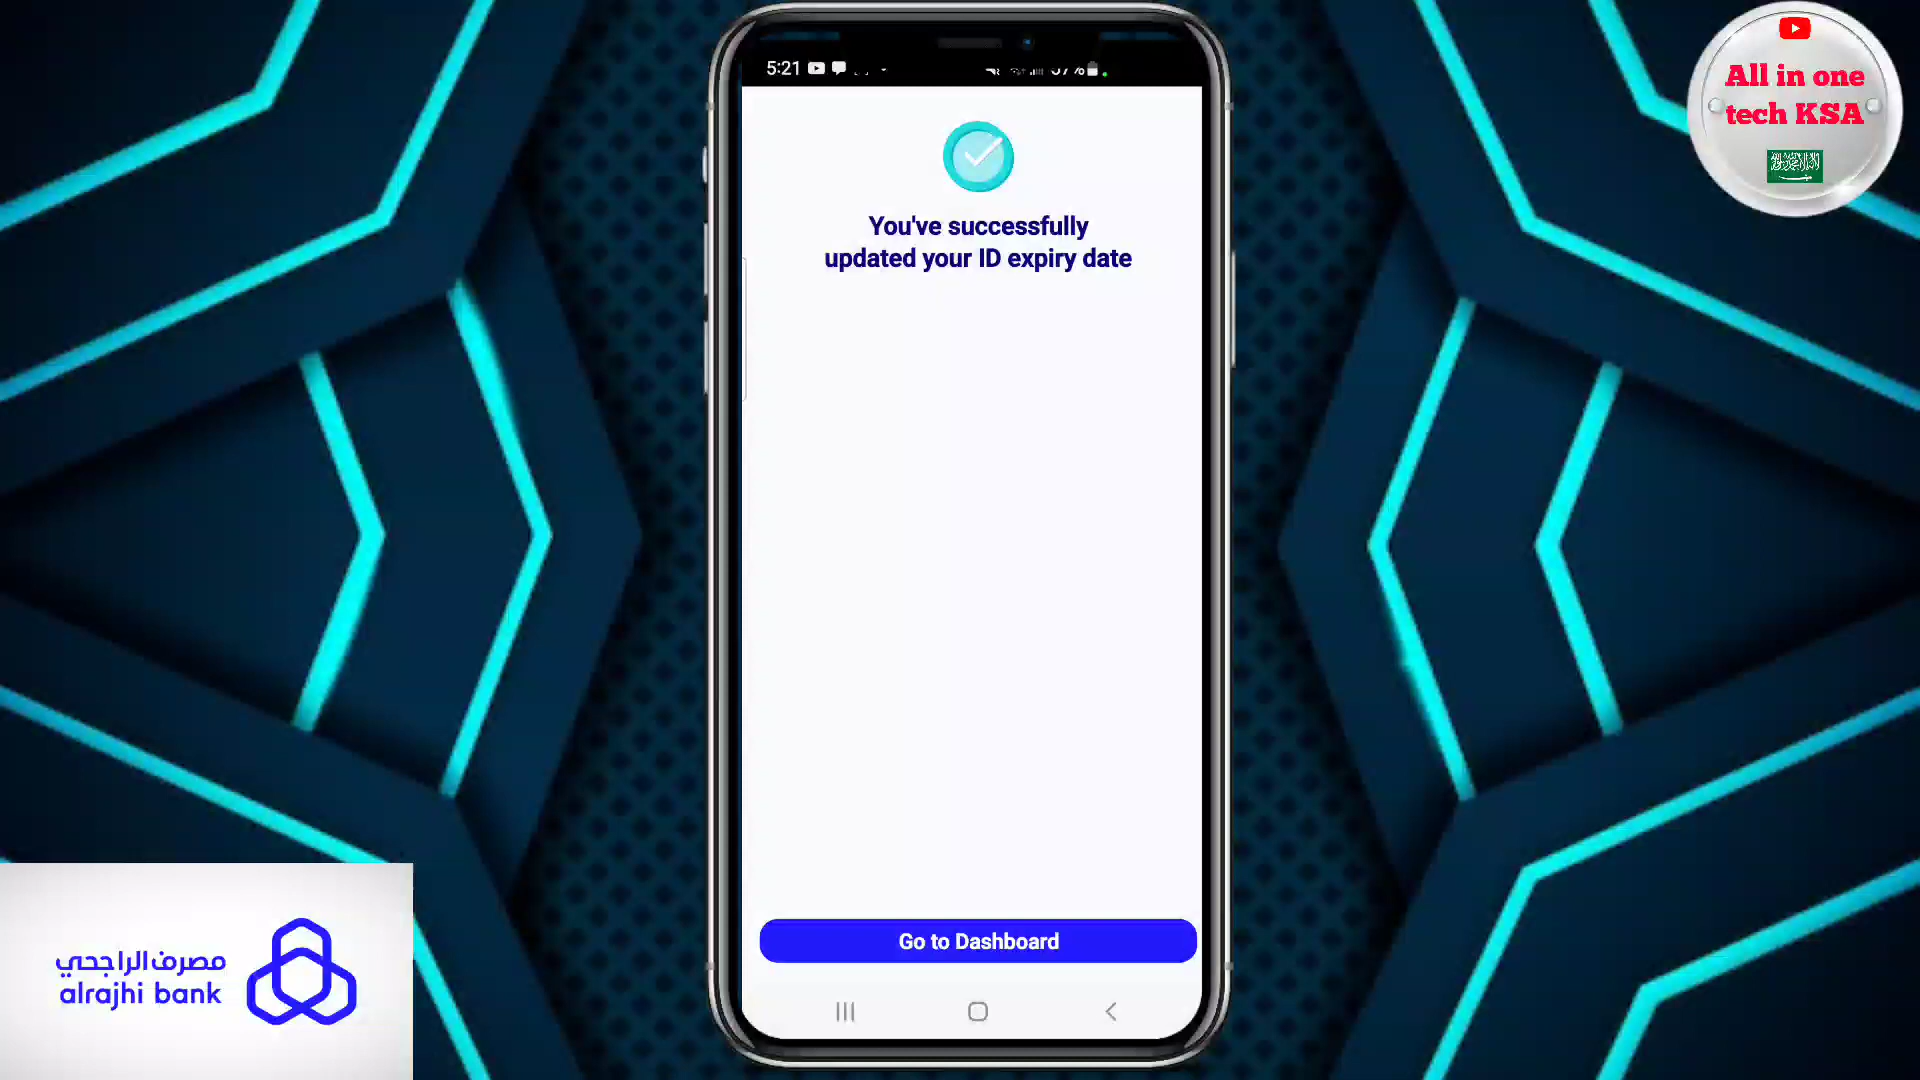 5:21
You've successfully
updated your ID expiry date
Go to Dashboard
All in one
tech KSA
مصرف الراجحي
alrajhi bank